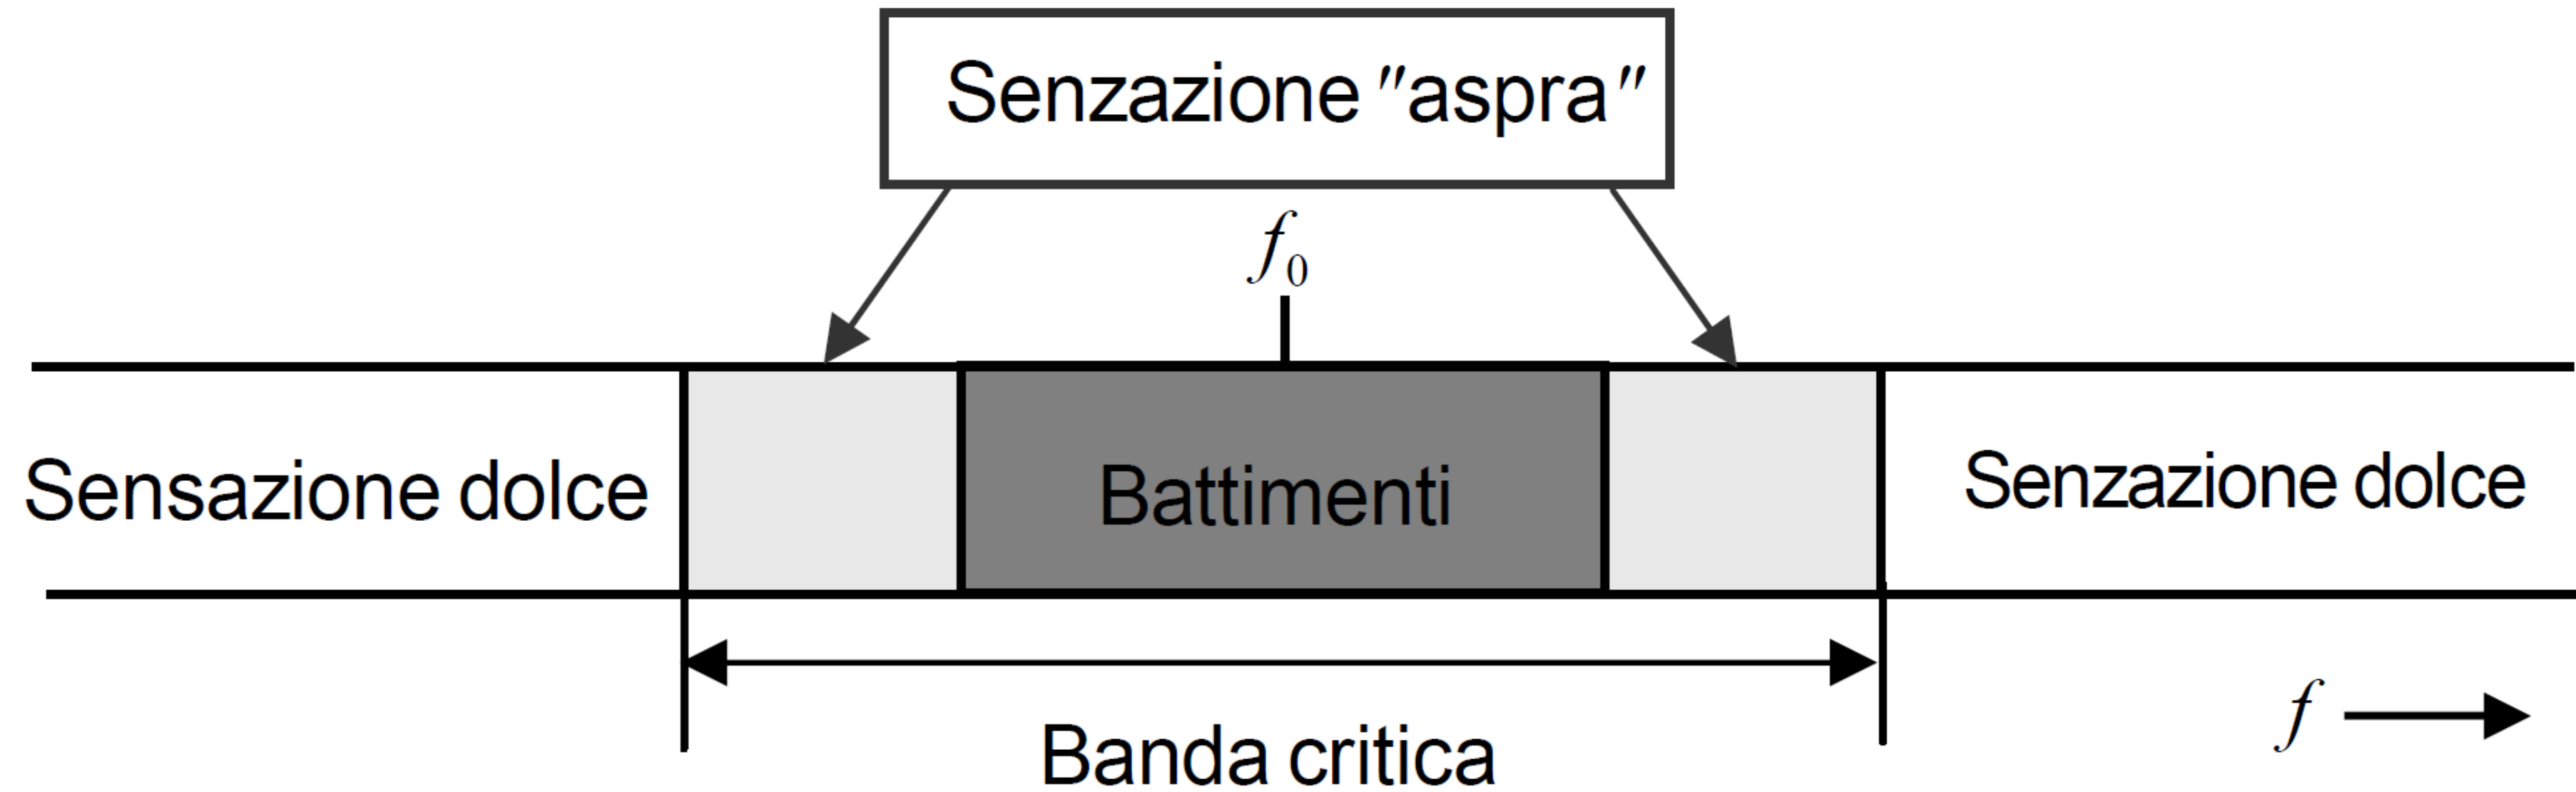 Senzazione "aspra"
f0
Sensazione dolce
Battimenti
Senzazione dolce
Banda critica
f